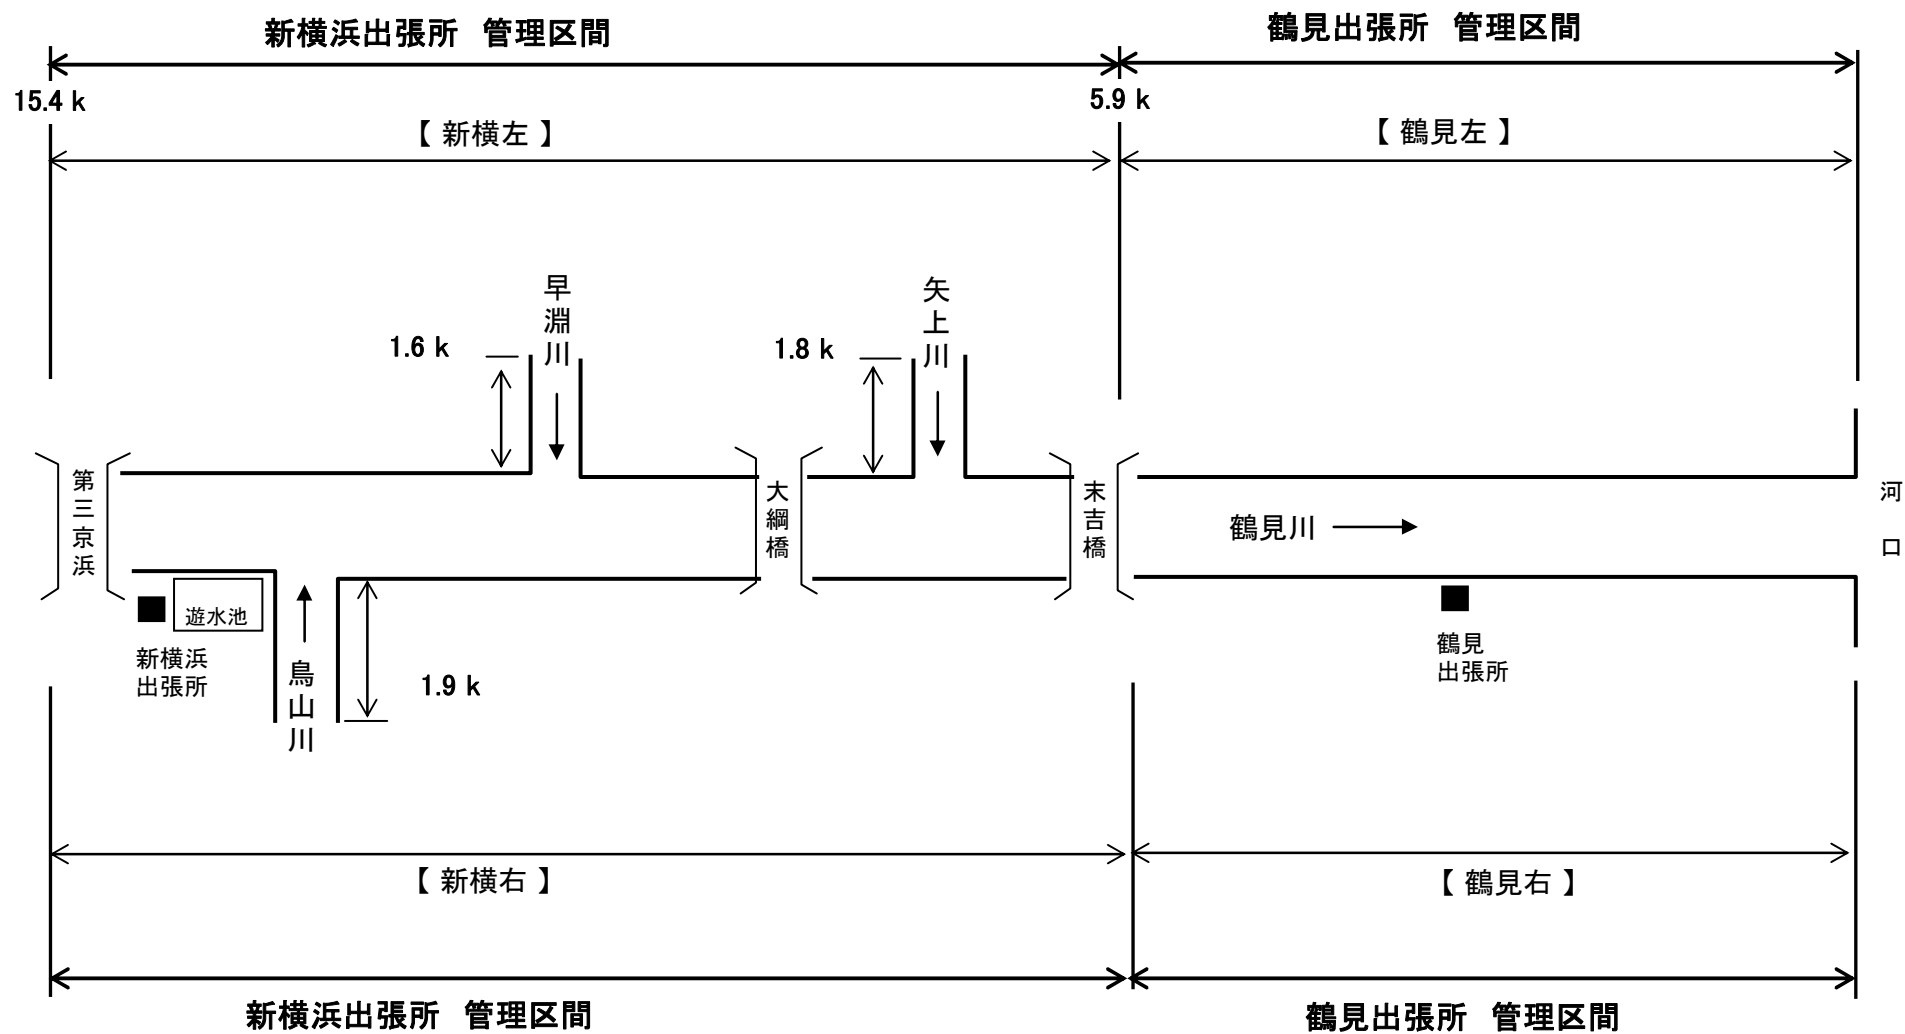 新横浜出張所　管理区間
鶴見出張所　管理区間
15.4 k
5.9 k
【 新横左 】
【 鶴見左 】
早淵川
矢上川
1.6 k
1.8 k
第三京浜
大綱橋
末吉橋
河口
鶴見川
遊水池
新横浜
出張所
鳥山川
1.9 k
鶴見
出張所
【 新横右 】
【 鶴見右 】
新横浜出張所　管理区間
鶴見出張所　管理区間